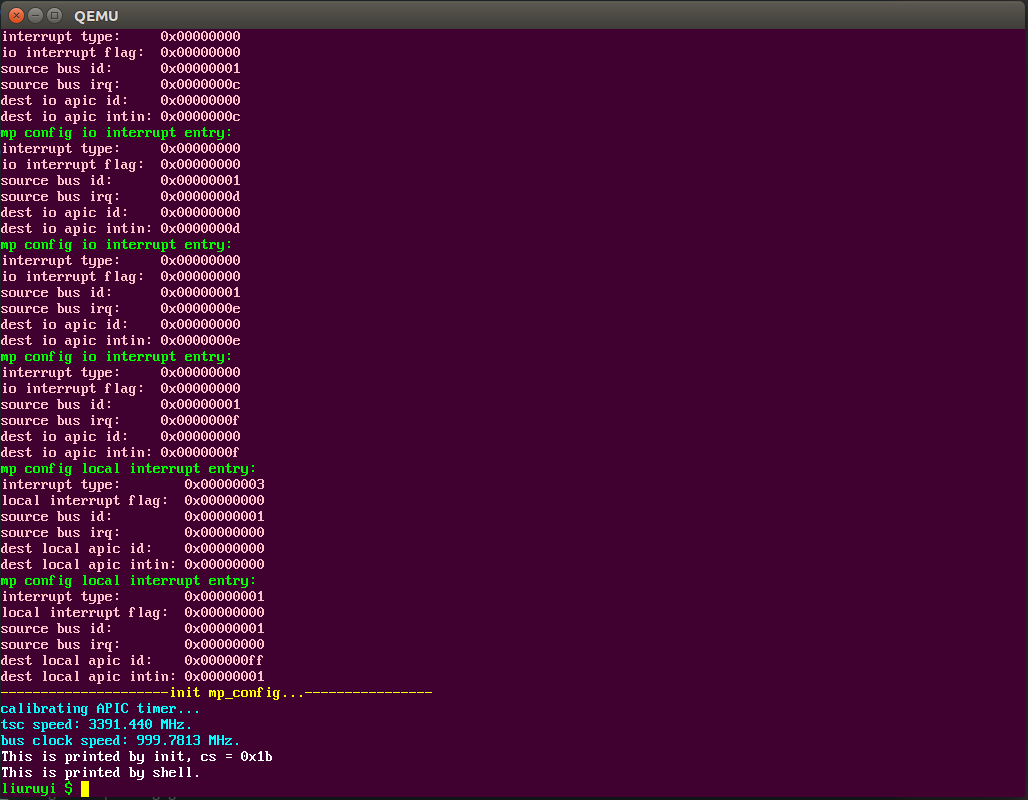 QEMU
interrupt type:     0x00000000
io interrupt flag:  0x00000000
source bus id:      0x00000001
source bus irq:     0x0000000c
dest io apic id:    0x00000000
dest io apic intin: 0x0000000c
mp config io interrupt entry:
interrupt type:     0x00000000
io interrupt flag:  0x00000000
source bus id:      0x00000001
source bus irq:     0x0000000d
dest io apic id:    0x00000000
dest io apic intin: 0x0000000d
mp config io interrupt entry:
interrupt type:     0x00000000
io interrupt flag:  0x00000000
source bus id:      0x00000001
source bus irq:     0x0000000e
dest io apic id:    0x00000000
dest io apic intin: 0x0000000e
mp config io interrupt entry:
interrupt type:     0x00000000
io interrupt flag:  0x00000000
source bus id:      0x00000001
source bus irq:     0x0000000f
dest io apic id:    0x00000000
dest io apic intin: 0x0000000f
mp config local interrupt entry:
interrupt type:        0x00000003
local interrupt flag:  0x00000000
source bus id:         0x00000001
source bus irq:        0x00000000
dest local apic id:    0x00000000
dest local apic intin: 0x00000000
mp config local interrupt entry:
interrupt type:        0x00000001
local interrupt flag:  0x00000000
source bus id:         0x00000001
source bus irq:        0x00000000
dest local apic id:    0x000000ff
dest local apic intin: 0x00000001
---------------------init mp_config...----------------
calibrating APIC timer...
tsc speed: 3391.440 MHz.
bus clock speed: 999.7813 MHz.
This is printed by init, cs = 0x1b
This is printed by shell.
liuruyi $